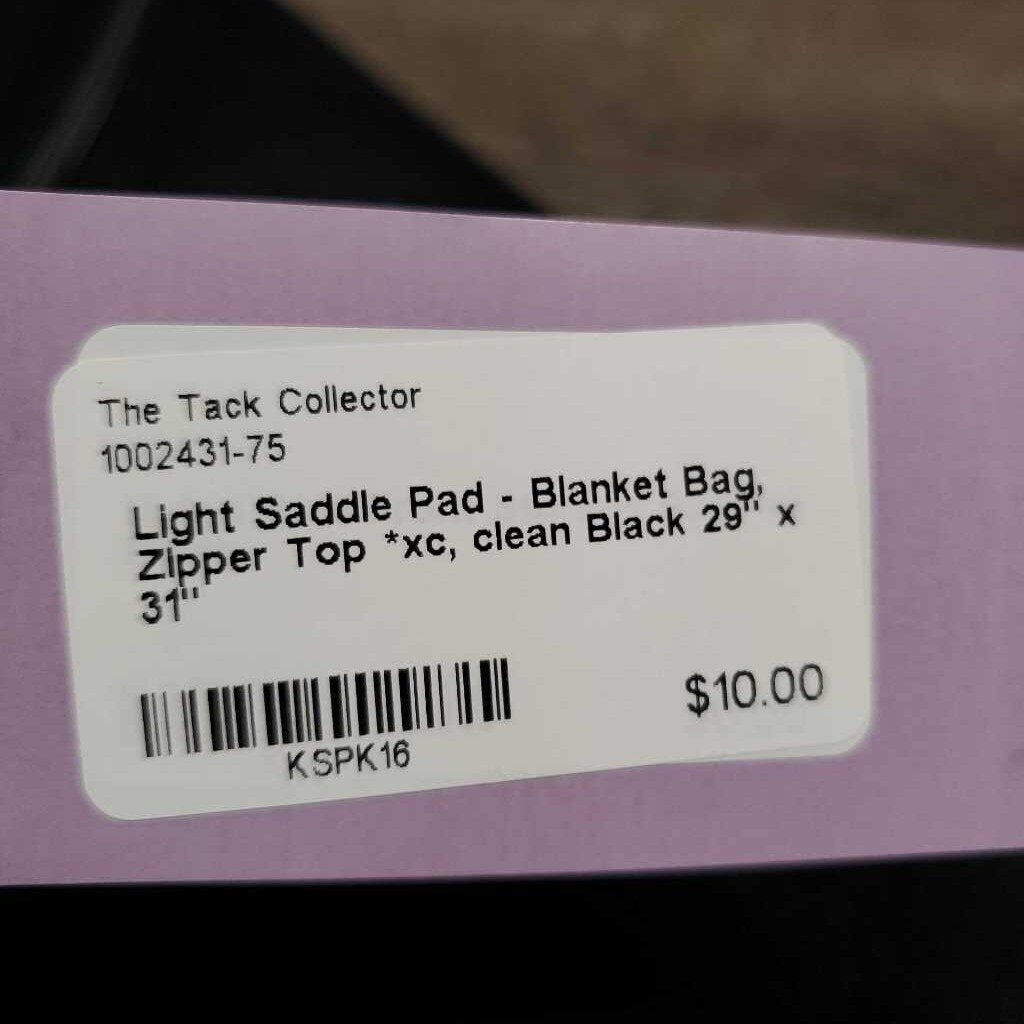 The Tack Collector
1002431-75
Light Saddle Pad - Blanket Bag,
Zipper Top *xc, clean Black 29" x
31"
KSPK16
$10.00